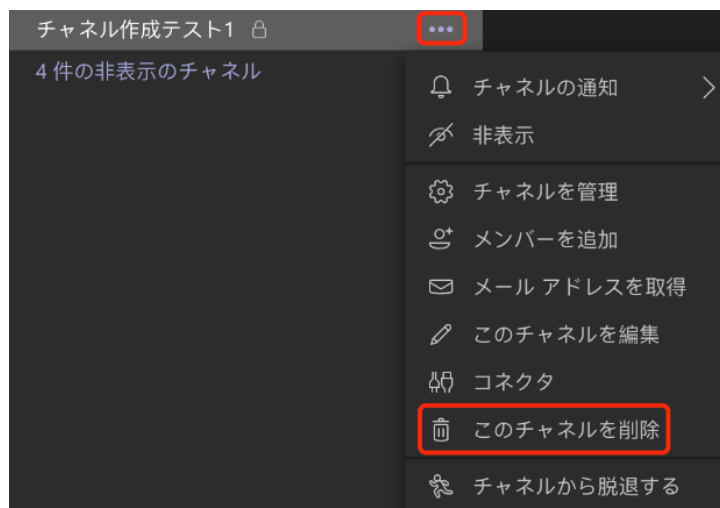 チャネル作成テスト1
4 件の非表示のチャネル
チャネルの通知
非表示
チャネルを管理
メンバーを追加
メール アドレスを取得
このチャネルを編集
コネクタ
このチャネルを削除
チャネルから脱退する